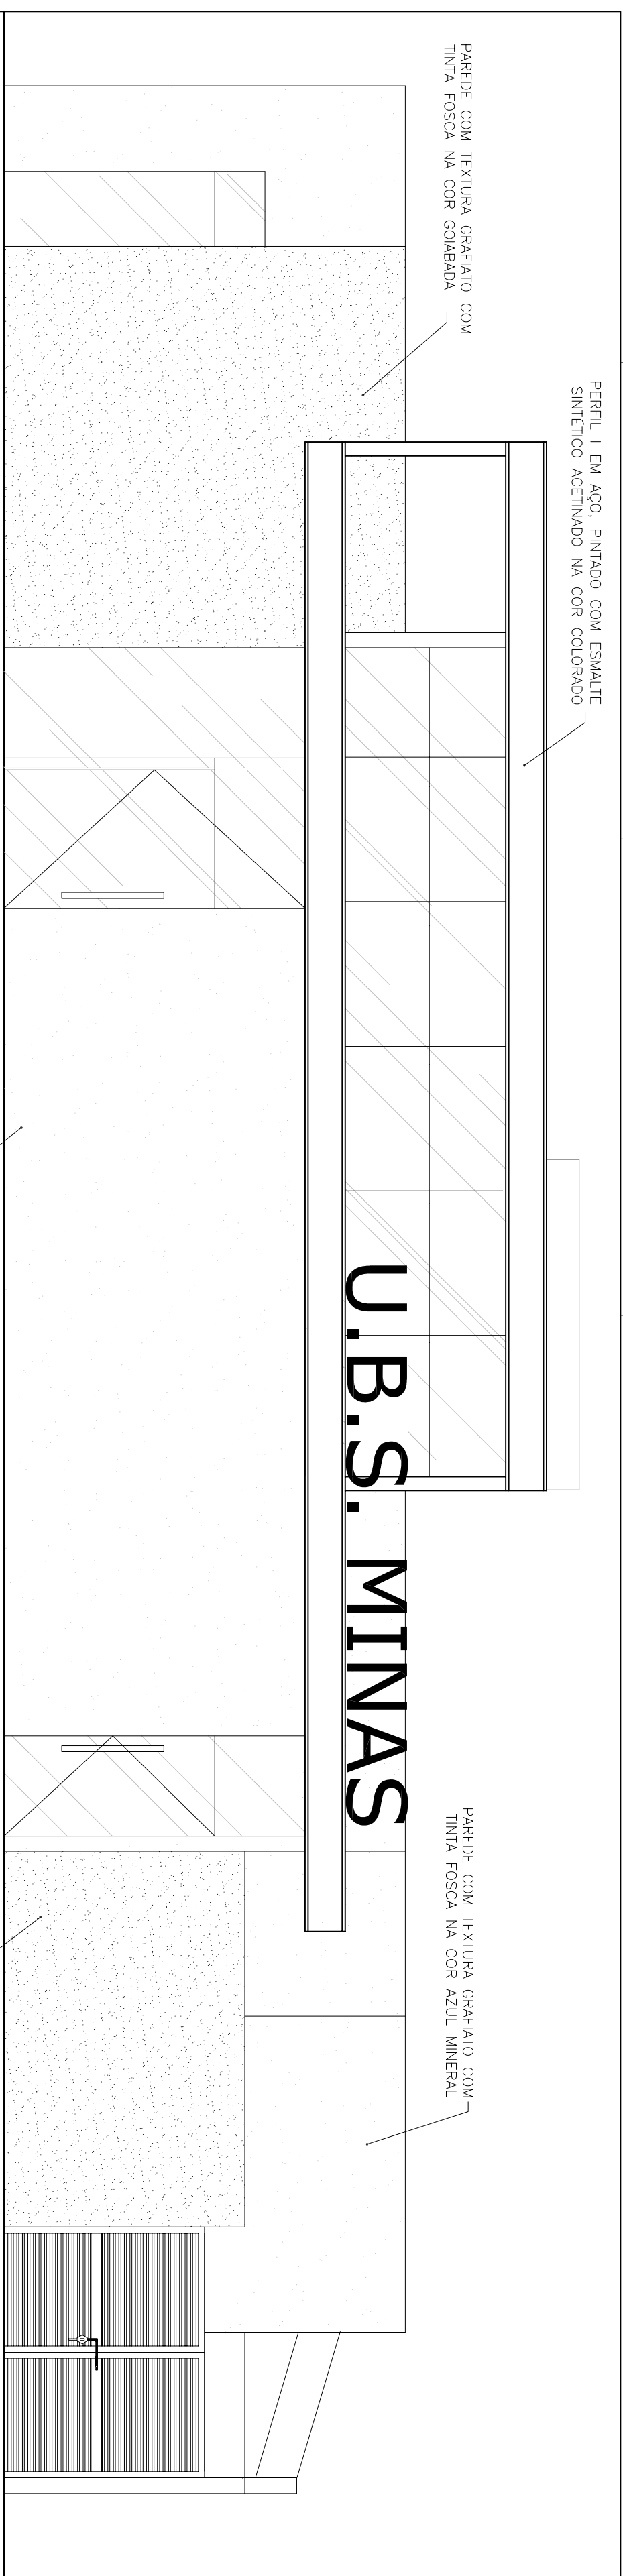 PAREDE COM TEXTURA GRAFIATO COM
TINTA FOSCA NA COR GOIABADA
PERFIL I EM AÇO, PINTADO COM ESMALTE
SINTÉTICO ACETINADO NA COR COLORADO
U.B.S. MINAS
PAREDE COM TEXTURA GRAFIATO COM
TINTA FOSCA NA COR AZUL MINERAL